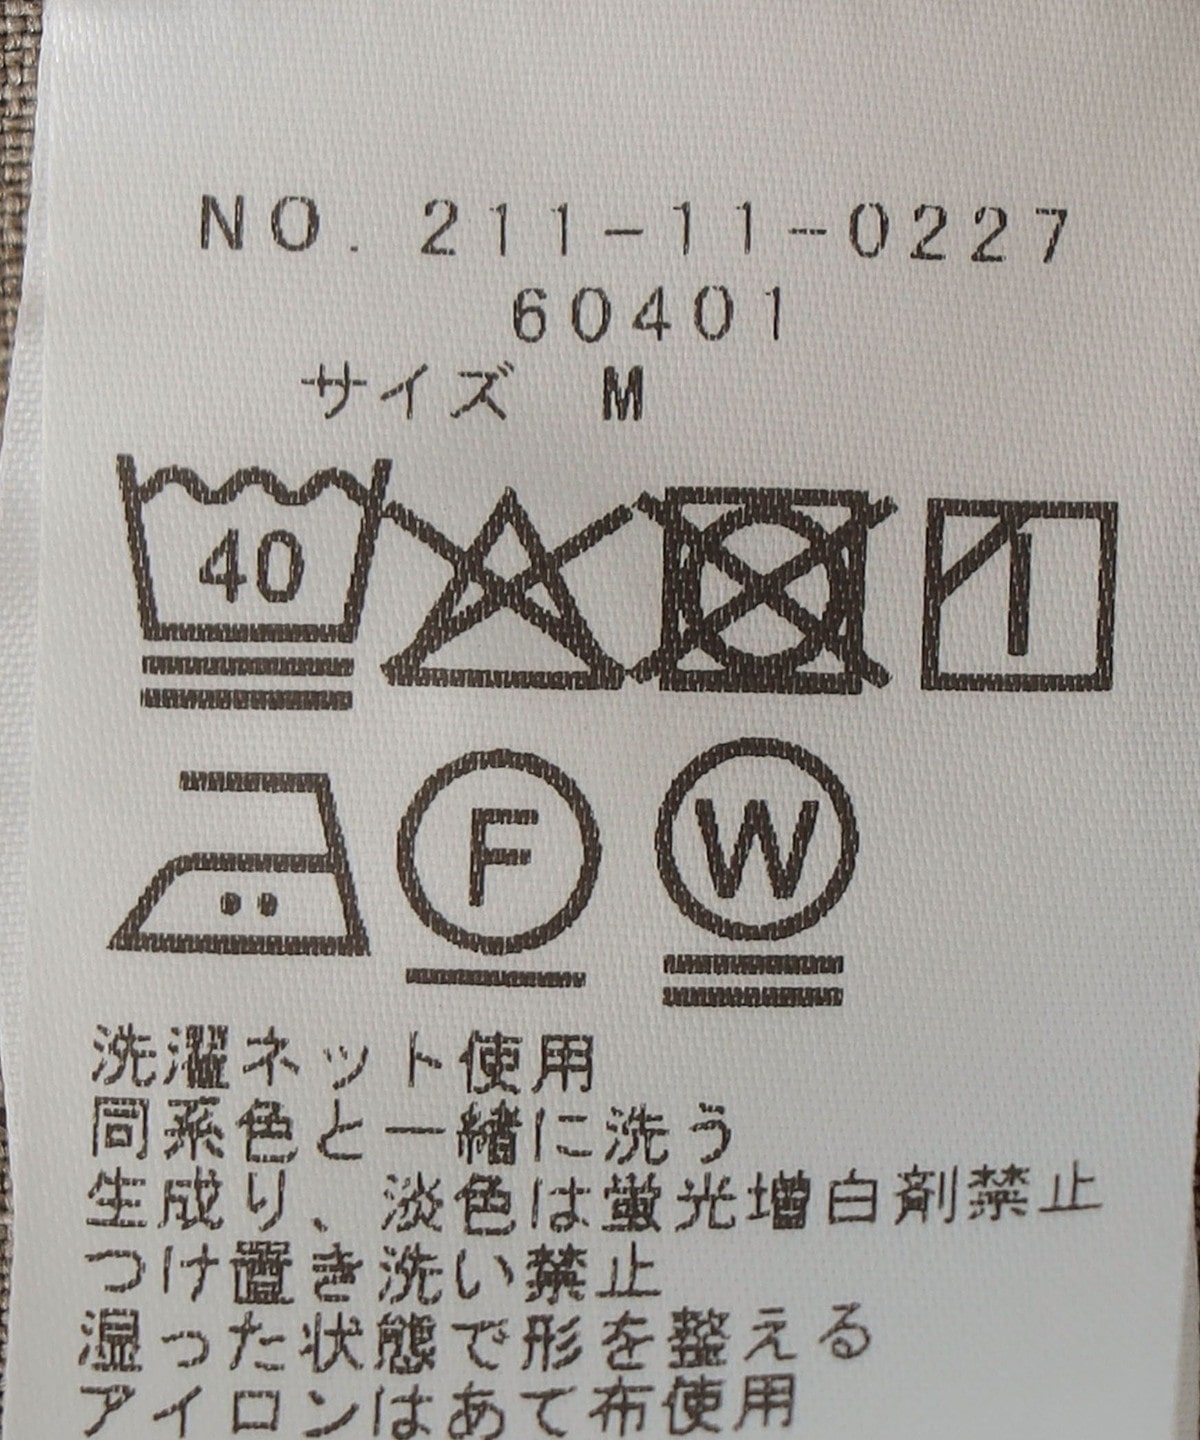 NO. 211-11-0227
60401
サイズ M
40
F W
洗濯ネット使用
同系色と一緒に洗う
生成り、淡色は蛍光増白剤禁止
つけ置き洗い禁止
湿った状態で形を整える
アイロンはあて布使用